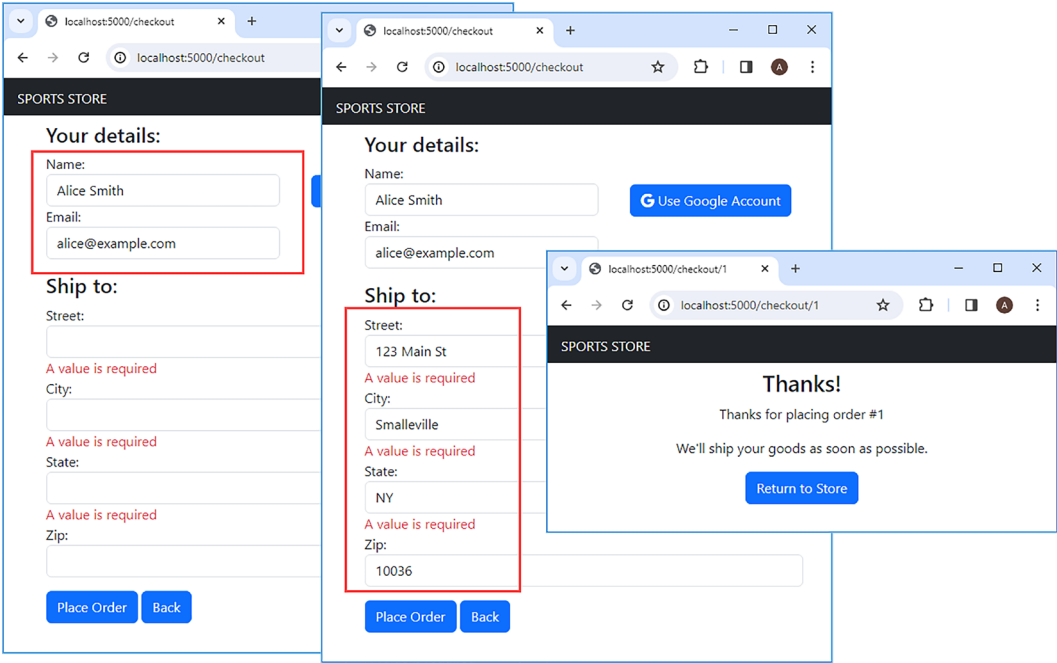 localhost:5000/checkout
localhost:5000/checkout
SPORTS STORE
Your details:
Name:
Alice Smith
Email:
alice@example.com
Ship to:
Street:
A value is required
City:
A value is required
State:
A value is required
Zip:
Place Order
Back
localhost:5000/checkout
localhost:5000/checkout
A
SPORTS STORE
Your details:
Name:
Alice Smith
G Use Google Account
Email:
alice@example.com
Ship to:
Street:
123 Main St
A value is required
City:
Smalleville
A value is required
State:
NY
A value is required
Zip:
10036
Place Order
Back
localhost:5000/checkout/1
localhost:5000/checkout/1
A
SPORTS STORE
Thanks!
Thanks for placing order #1
We'll ship your goods as soon as possible.
Return to Store